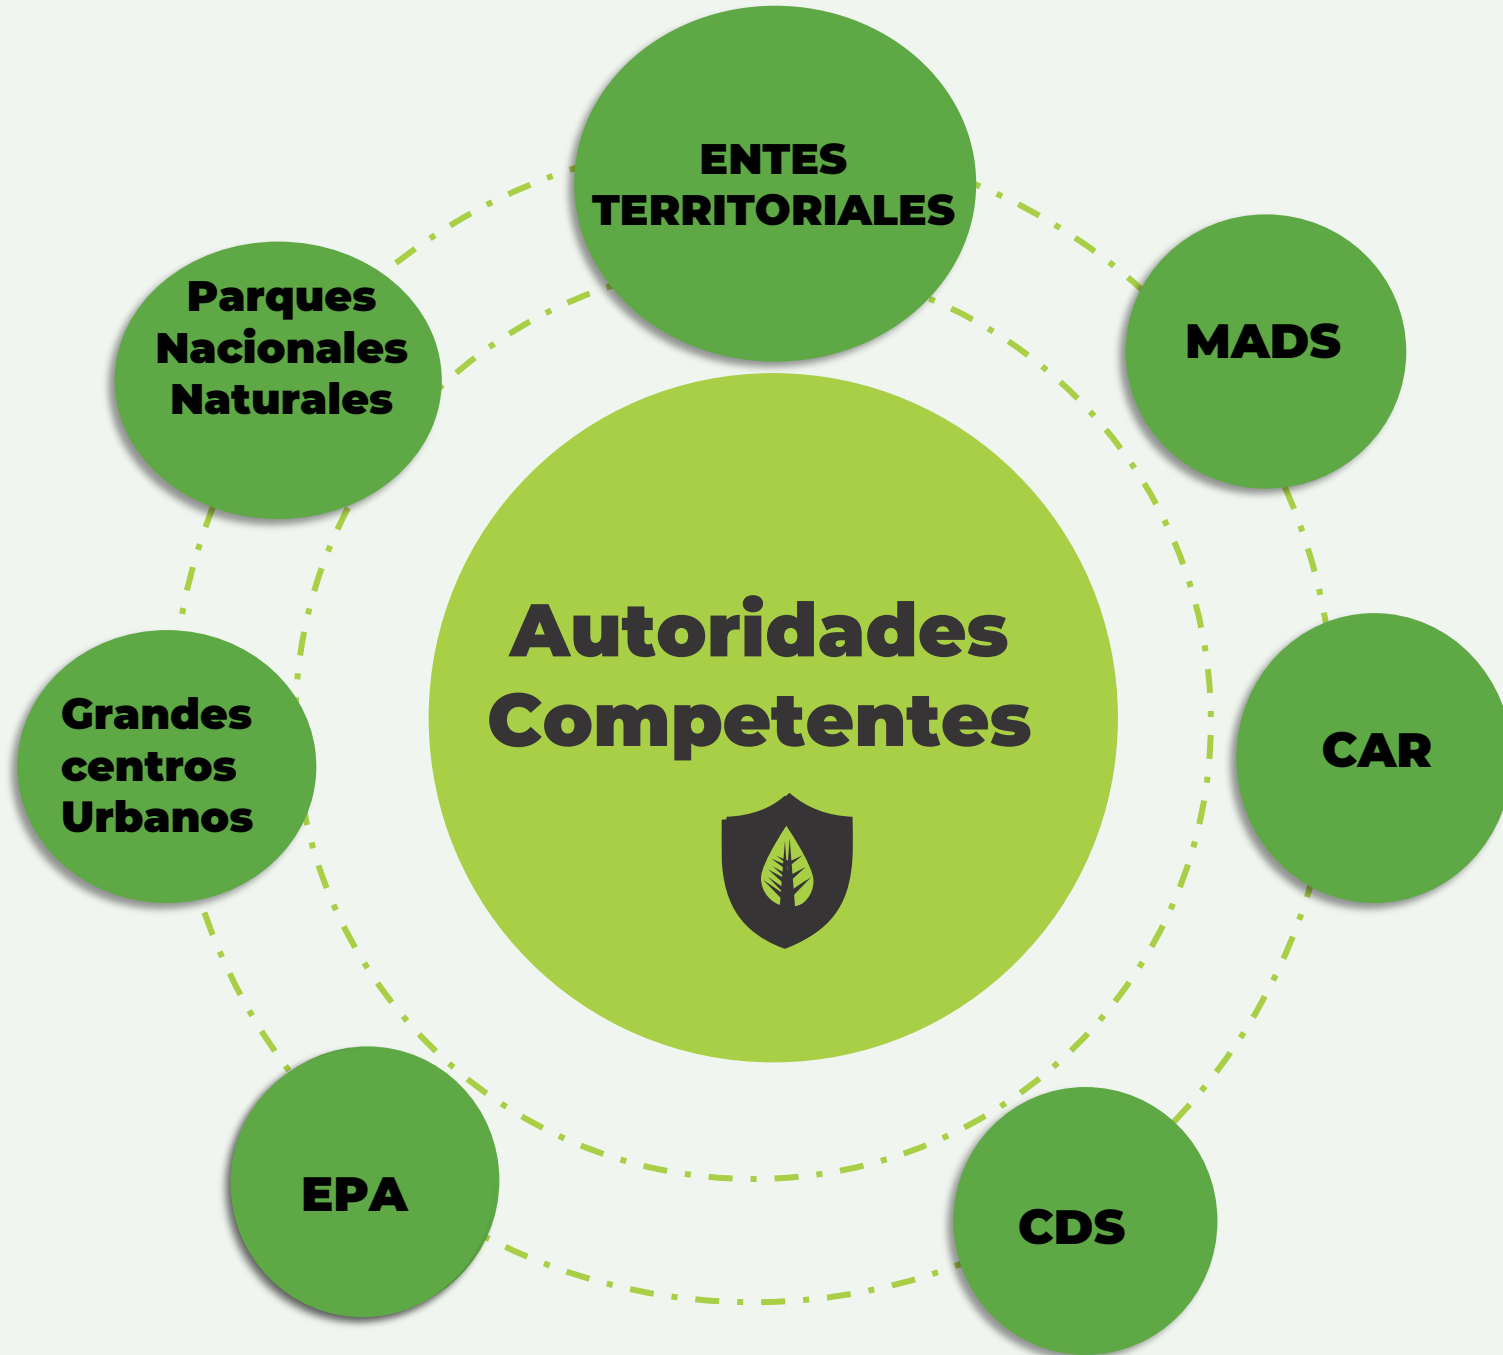 ENTES
TERRITORIALES
MADS
CAR
CDS
EPA
Grandes
centros
Urbanos
Parques
Nacionales
Naturales
Autoridades
Competentes